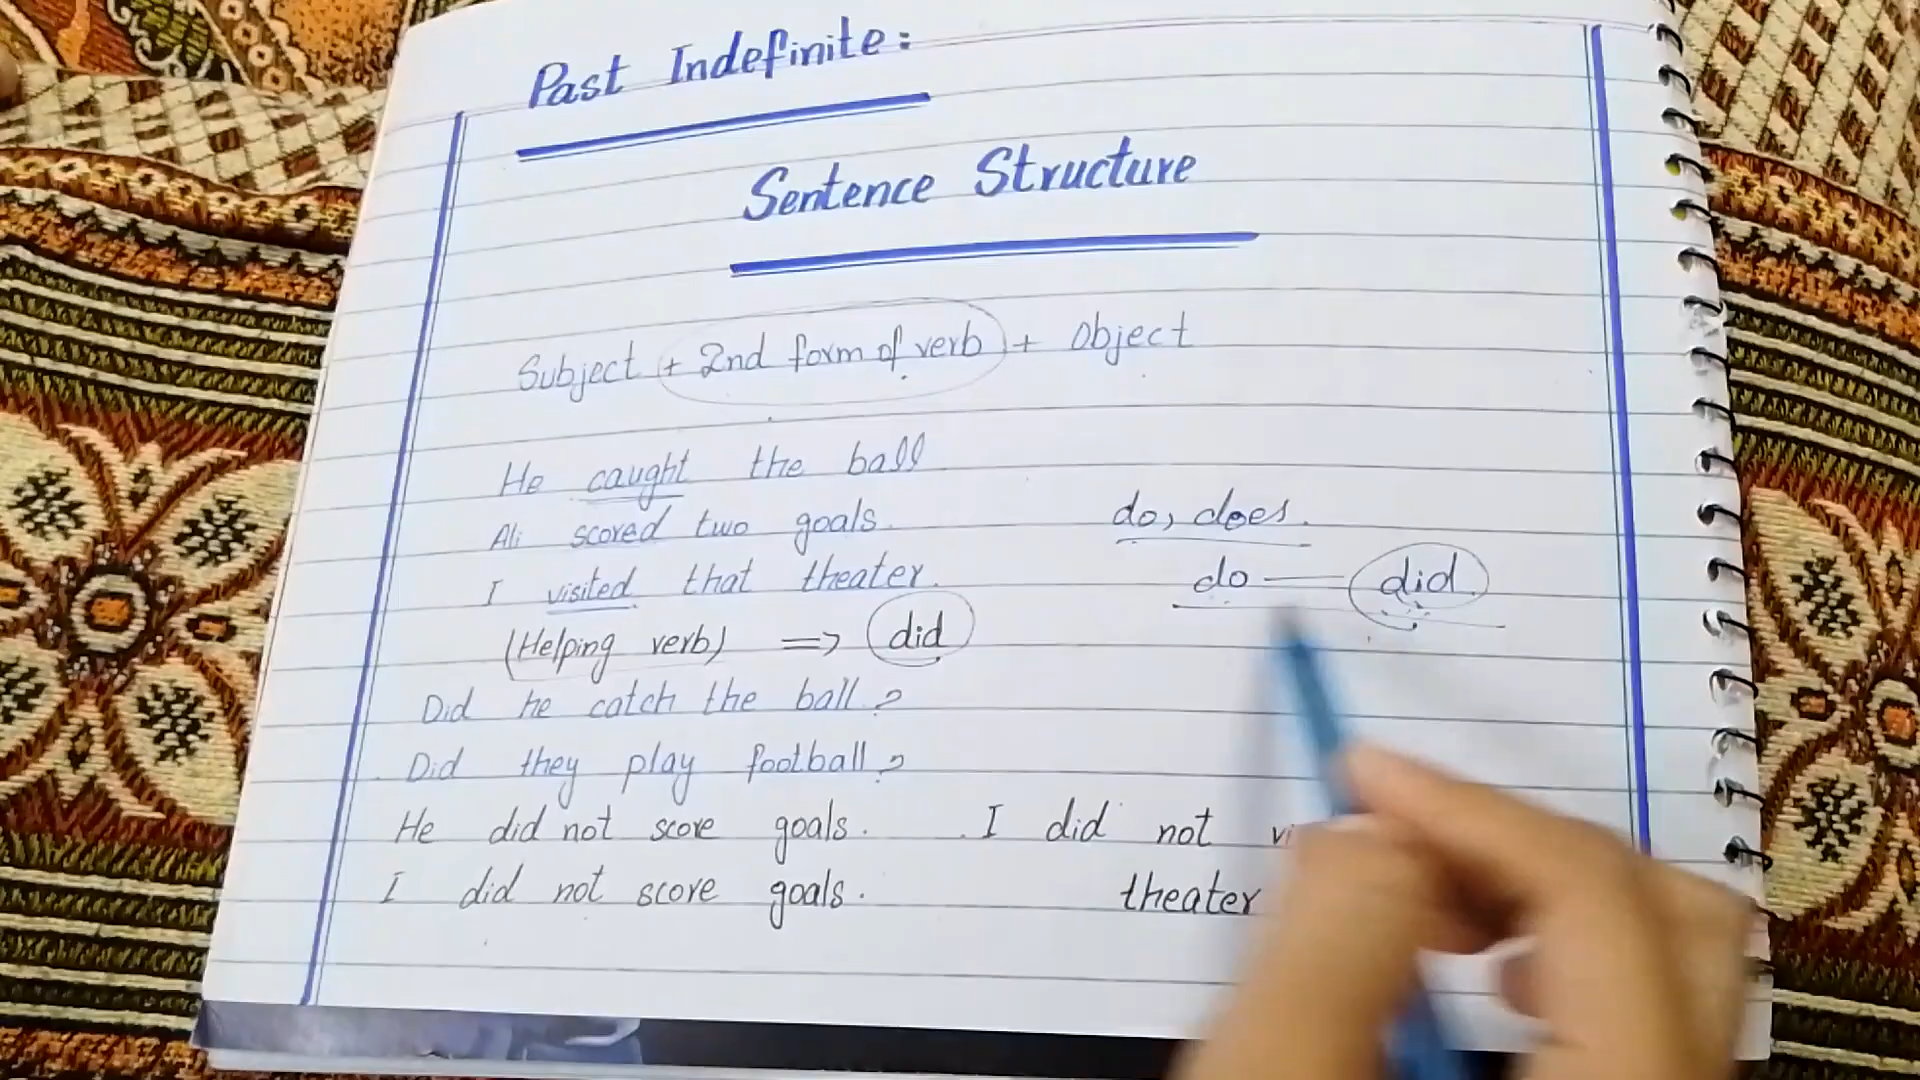 Past Indefinite:
Sentence Structure
Subject + 2nd form of verb + Object
He caught the ball
Ali scored two goals.
do, does.
I visited that theater.
do — did.
(Helping verb) => did
Did he catch the ball?
Did they play football?
He did not score goals.
I did not
I did not score goals.
theater